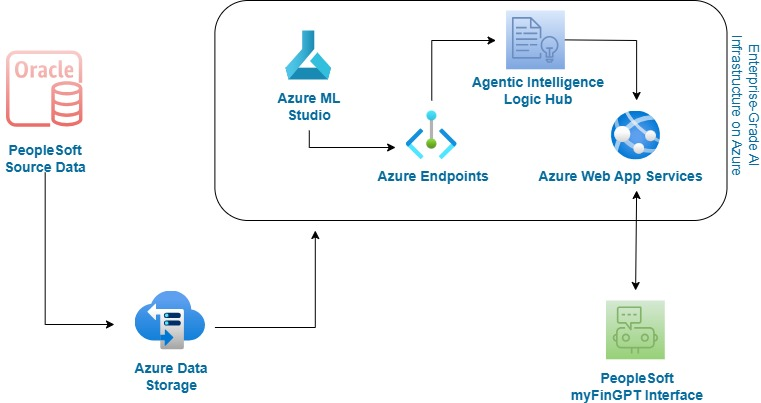 Oracle
PeopleSoft
Source Data
Azure ML
Studio
Azure Endpoints
Agentic Intelligence
Logic Hub
Azure Web App Services
Enterprise-Grade AI
Infrastructure on Azure
Azure Data
Storage
PeopleSoft
myFinGPT Interface